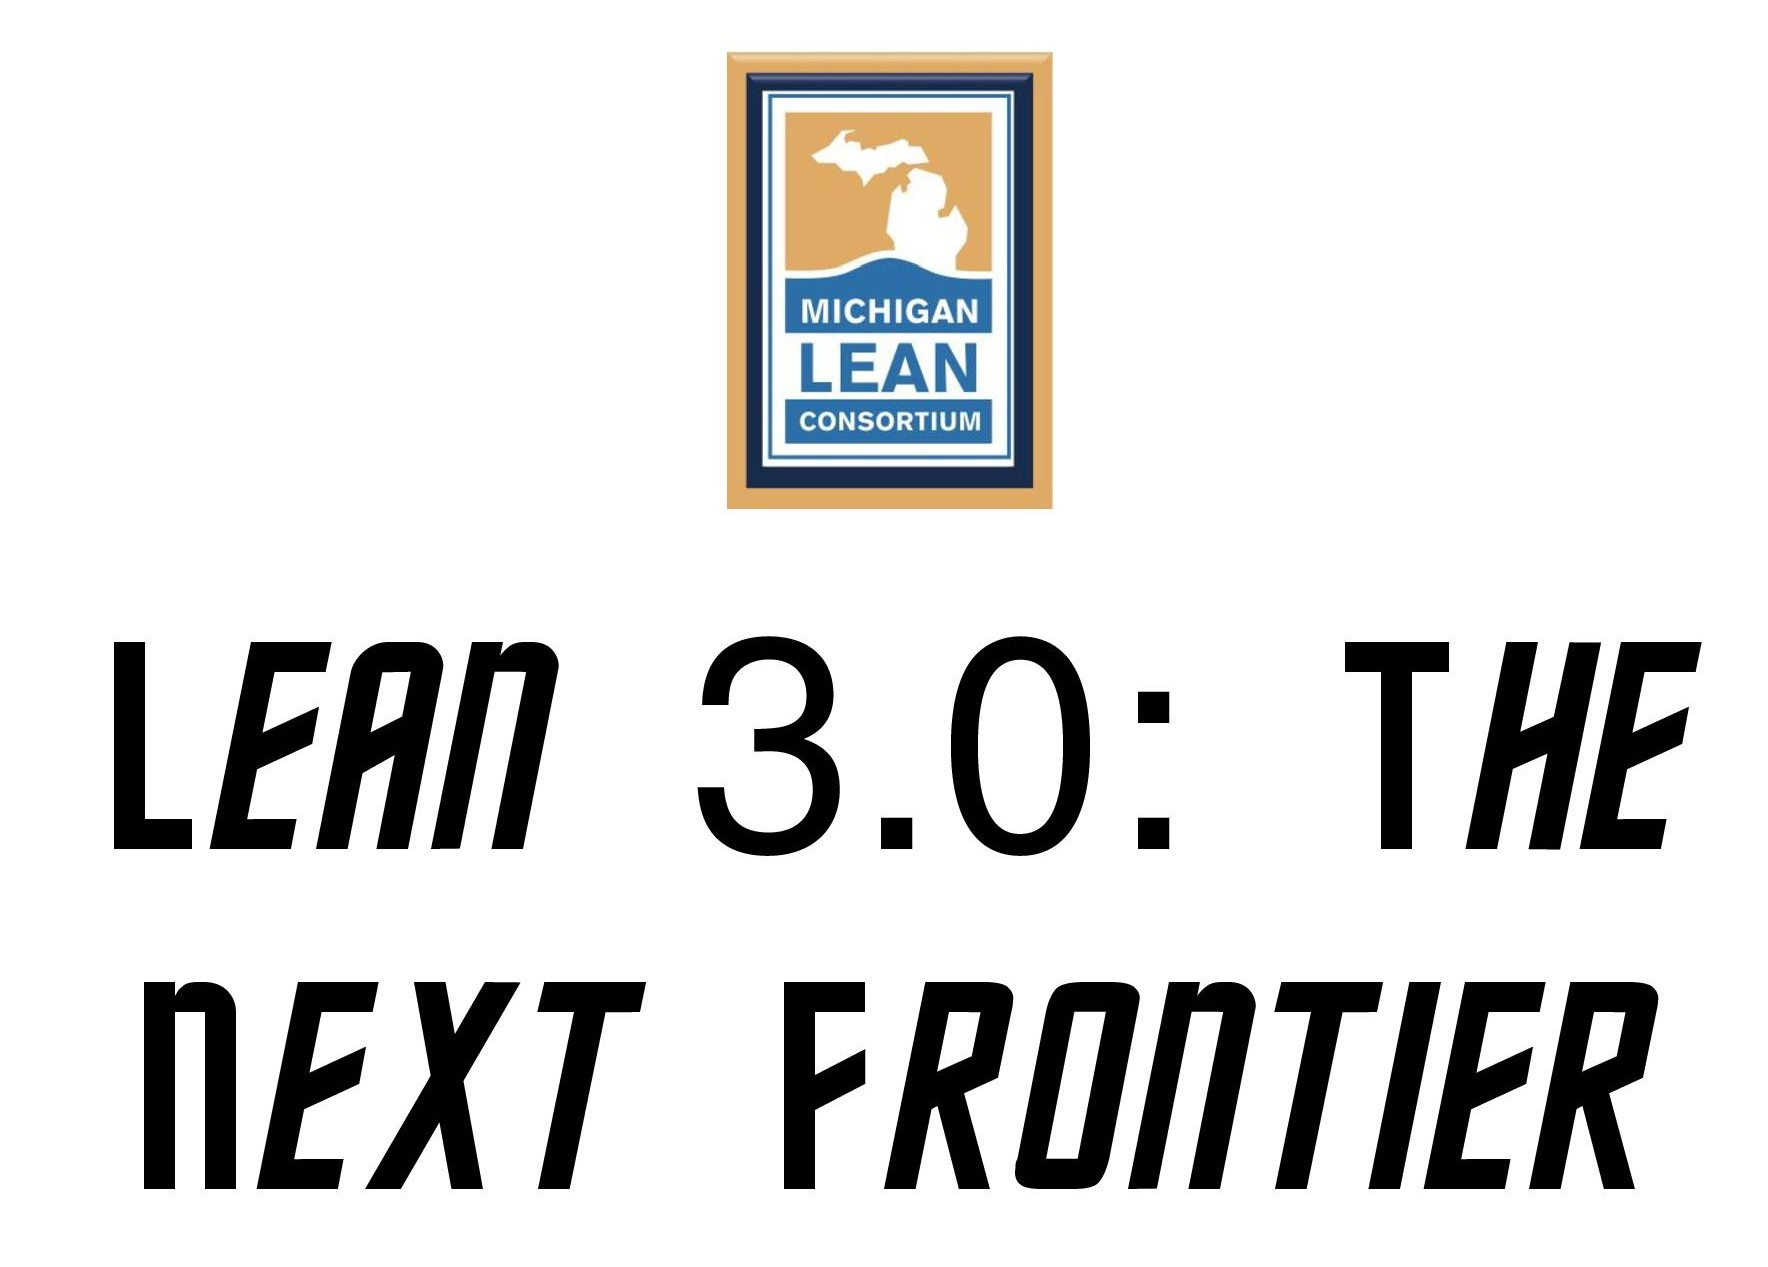 MICHIGAN
LEAN
CONSORTIUM
LEAN 3.0: THE
NEXT FRONTIER